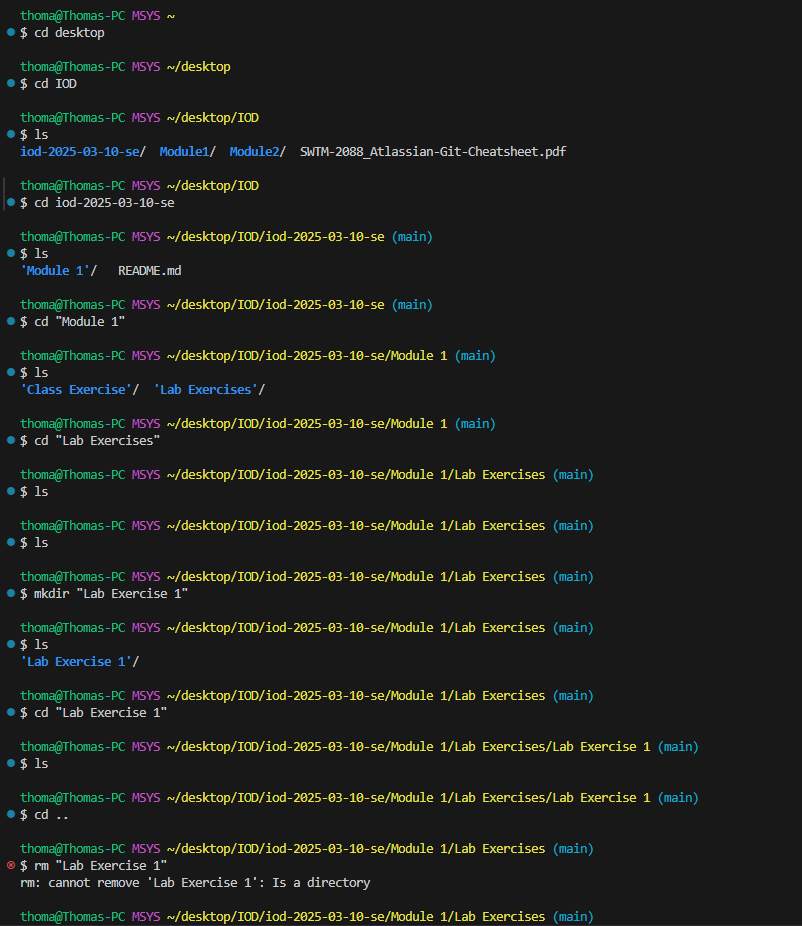 thoma@Thomas-PC MSYS ~
$ cd desktop
thoma@Thomas-PC MSYS ~/desktop
$ cd IOD
thoma@Thomas-PC MSYS ~/desktop/IOD
$ ls
iod-2025-03-10-se/  Module1/  Module2/  SWTM-2088_Atlassian-Git-Cheatsheet.pdf
thoma@Thomas-PC MSYS ~/desktop/IOD
$ cd iod-2025-03-10-se
thoma@Thomas-PC MSYS ~/desktop/IOD/iod-2025-03-10-se (main)
$ ls
'Module 1'/   README.md
thoma@Thomas-PC MSYS ~/desktop/IOD/iod-2025-03-10-se (main)
$ cd "Module 1"
thoma@Thomas-PC MSYS ~/desktop/IOD/iod-2025-03-10-se/Module 1 (main)
$ ls
'Class Exercise'/  'Lab Exercises'/
thoma@Thomas-PC MSYS ~/desktop/IOD/iod-2025-03-10-se/Module 1 (main)
$ cd "Lab Exercises"
thoma@Thomas-PC MSYS ~/desktop/IOD/iod-2025-03-10-se/Module 1/Lab Exercises (main)
$ ls
thoma@Thomas-PC MSYS ~/desktop/IOD/iod-2025-03-10-se/Module 1/Lab Exercises (main)
$ ls
thoma@Thomas-PC MSYS ~/desktop/IOD/iod-2025-03-10-se/Module 1/Lab Exercises (main)
$ mkdir "Lab Exercise 1"
thoma@Thomas-PC MSYS ~/desktop/IOD/iod-2025-03-10-se/Module 1/Lab Exercises (main)
$ ls
'Lab Exercise 1'/
thoma@Thomas-PC MSYS ~/desktop/IOD/iod-2025-03-10-se/Module 1/Lab Exercises (main)
$ cd "Lab Exercise 1"
thoma@Thomas-PC MSYS ~/desktop/IOD/iod-2025-03-10-se/Module 1/Lab Exercises/Lab Exercise 1 (main)
$ ls
thoma@Thomas-PC MSYS ~/desktop/IOD/iod-2025-03-10-se/Module 1/Lab Exercises/Lab Exercise 1 (main)
$ cd ..
thoma@Thomas-PC MSYS ~/desktop/IOD/iod-2025-03-10-se/Module 1/Lab Exercises (main)
$ rm "Lab Exercise 1"
rm: cannot remove 'Lab Exercise 1': Is a directory
thoma@Thomas-PC MSYS ~/desktop/IOD/iod-2025-03-10-se/Module 1/Lab Exercises (main)